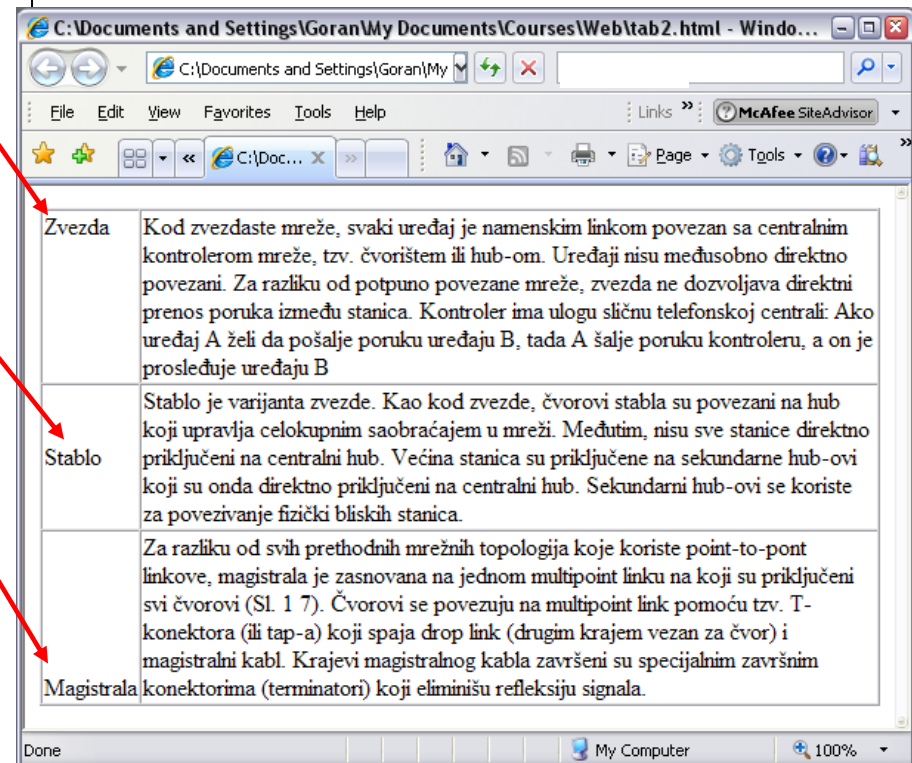 C:\Documents and Settings\Goran\My Documents\Courses\Web\tab2.html - Windo...
C:\Documents and Settings\Goran\My
File Edit View Favorites Tools Help Links » McAfee SiteAdvisor
« C:\Doc... » Page Tools »
Zvezda
Kod zvezdaste mreže, svaki uređaj je namenskim linkom povezan sa centralnim
kontrolerom mreže, tzv. čvorištem ili hub-om. Uređaji nisu međusobno direktno
povezani. Za razliku od potpuno povezane mreže, zvezda ne dozvoljava direktni
prenos poruka između stanica. Kontroler ima ulogu sličnu telefonskoj centrali: Ako
uređaj A želi da pošalje poruku uređaju B, tada A šalje poruku kontroleru, a on je
prosleđuje uređaju B
Stablo
Stablo je varijanta zvezde. Kao kod zvezde, čvorovi stabla su povezani na hub
koji upravlja celokupnim saobraćajem u mreži. Međutim, nisu sve stanice direktno
priključeni na centralni hub. Većina stanica su priključene na sekundarne hub-ovi
koji su onda direktno priključeni na centralni hub. Sekundarni hub-ovi se koriste
za povezivanje fizički bliskih stanica.
Magistrala
Za razliku od svih prethodnih mrežnih topologija koje koriste point-to-pont
linkove, magistrala je zasnovana na jednom multipoint linku na koji su priključeni
svi čvorovi (Sl. 1 7). Čvorovi se povezuju na multipoint link pomoću tzv. T-
konektora (ili tap-a) koji spaja drop link (drugim krajem vezan za čvor) i
magistralni kabl. Krajevi magistralnog kabla završeni su specijalnim završnim
konektorima (terminatori) koji eliminišu refleksiju signala.
Done My Computer 100%